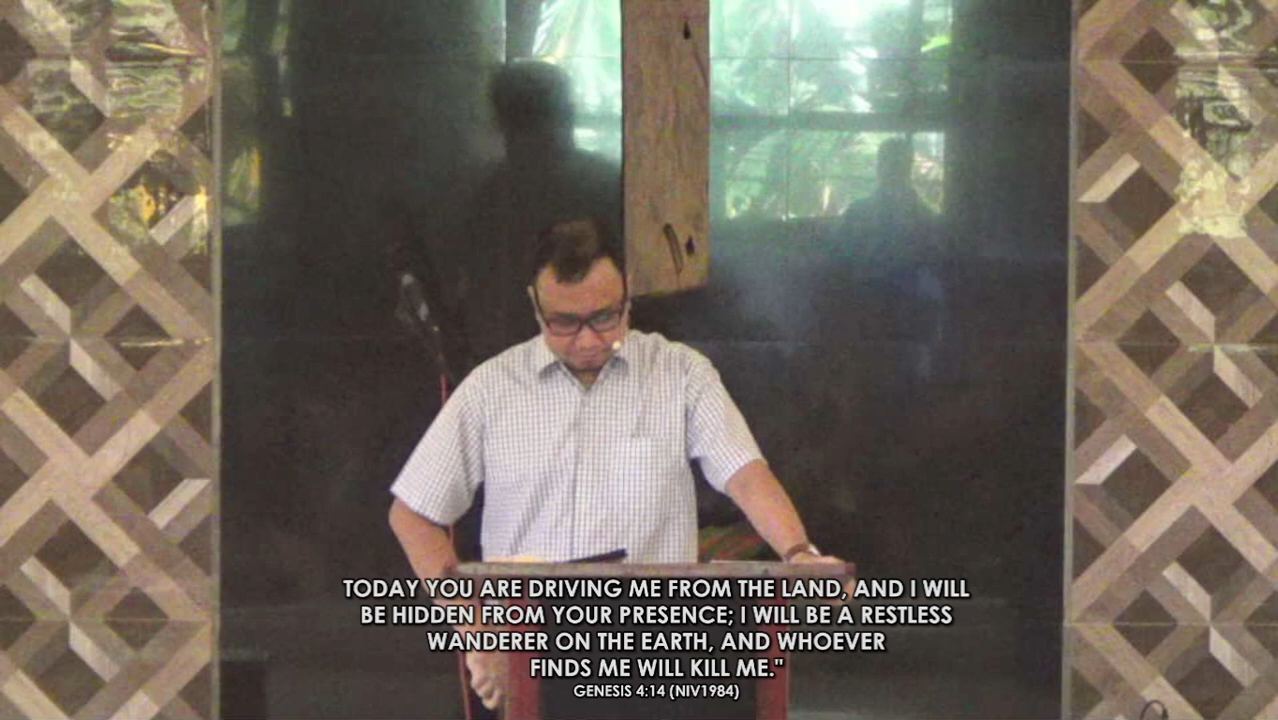 TODAY YOU ARE DRIVING ME FROM THE LAND, AND I WILL
BE HIDDEN FROM YOUR PRESENCE; I WILL BE A RESTLESS
WANDERER ON THE EARTH, AND WHOEVER
FINDS ME WILL KILL ME."
GENESIS 4:14 (NIV1984)